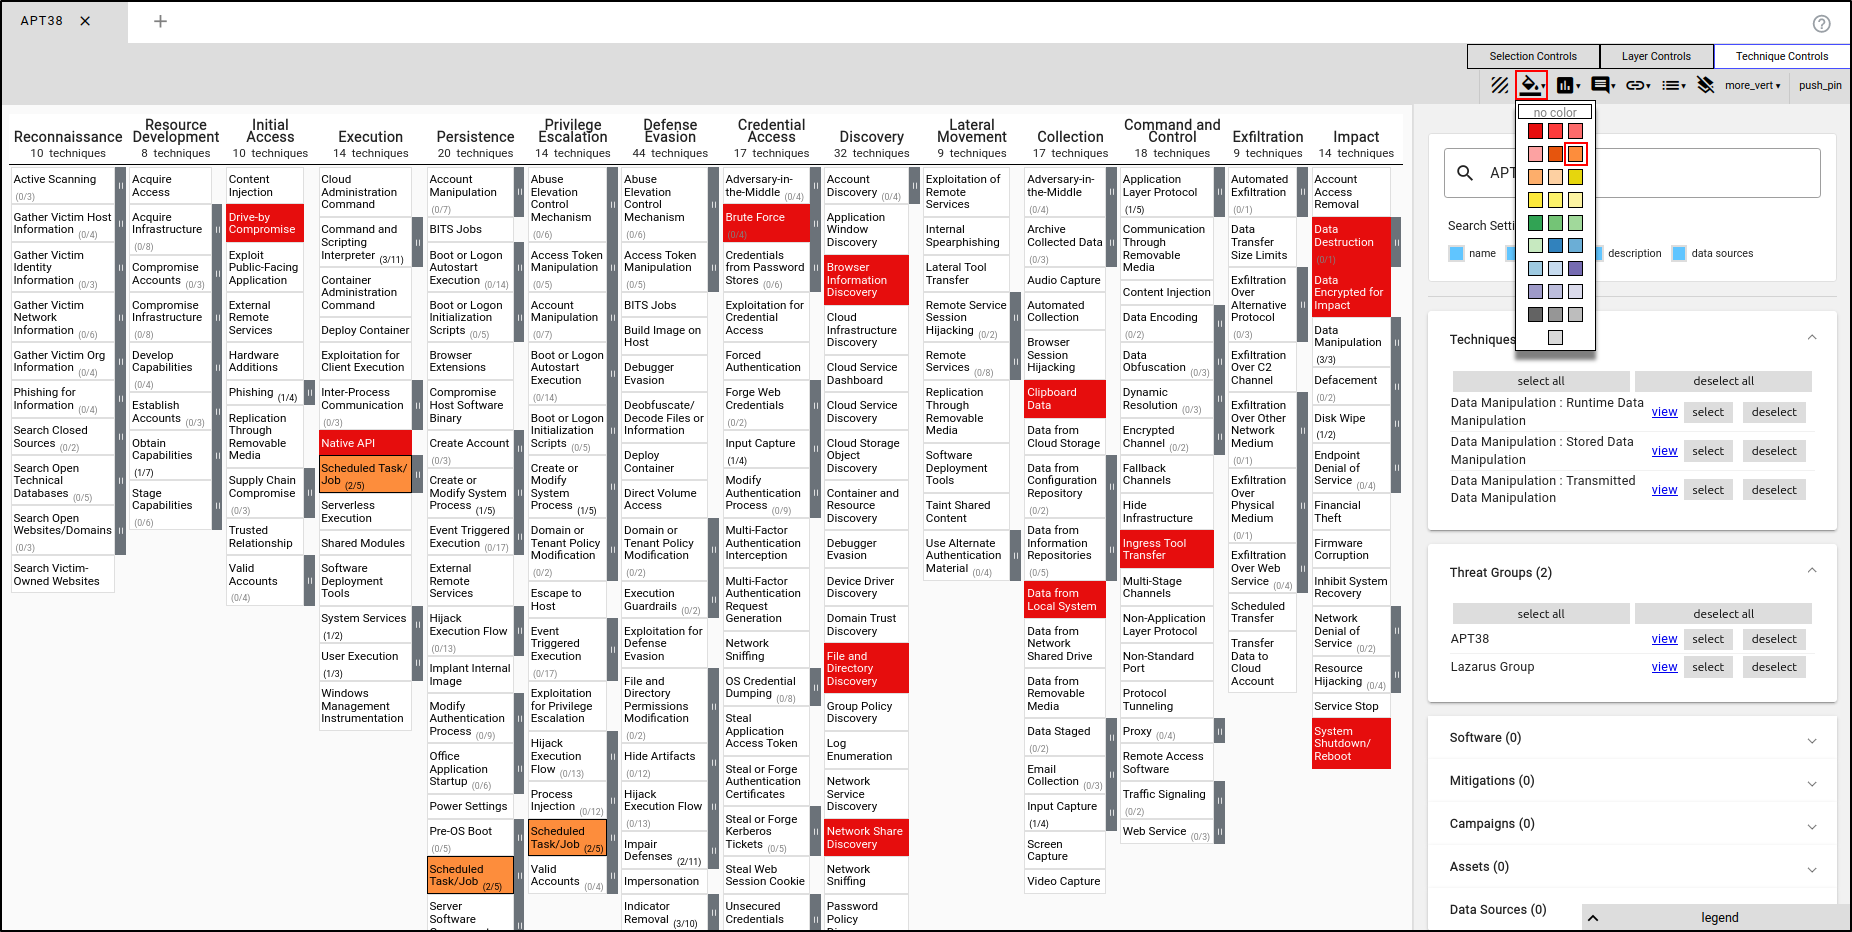 APT38
Selection Controls
Layer Controls
Technique Controls
more_vert
push_pin
no color
Reconnaissance
10 techniques
Active Scanning
(0/3)
Gather Victim Host
Information (0/4)
Gather Victim
Identity
Information (0/3)
Gather Victim
Network
Information (0/6)
Gather Victim Org
Information (0/4)
Phishing for
Information (0/4)
Search Closed
Sources (0/2)
Search Open
Technical
Databases (0/5)
Search Open
Websites/Domains
(0/3)
Search Victim-
Owned Websites
Resource
Development
8 techniques
Acquire
Access
Acquire
Infrastructure
(0/8)
Compromise
Accounts (0/3)
Compromise
Infrastructure
(0/8)
Develop
Capabilities
(0/4)
Establish
Accounts (0/3)
Obtain
Capabilities
(1/7)
Stage
Capabilities
(0/6)
Initial
Access
10 techniques
Content
Injection
Drive-by
Compromise
Exploit
Public-Facing
Application
External
Remote
Services
Hardware
Additions
Phishing (1/4)
Replication
Through
Removable
Media
Supply Chain
Compromise
(0/3)
Trusted
Relationship
Valid
Accounts
(0/4)
Execution
14 techniques
Cloud
Administration
Command
Command and
Scripting
Interpreter (3/11)
Container
Administration
Command
Deploy Container
Exploitation for
Client Execution
Inter-Process
Communication
(0/3)
Native API
Scheduled Task/
Job (2/5)
Serverless
Execution
Shared Modules
Software
Deployment
Tools
System Services
(1/2)
User Execution
(1/3)
Windows
Management
Instrumentation
Persistence
20 techniques
Account
Manipulation
(0/7)
BITS Jobs
Boot or Logon
Autostart
Execution (0/14)
Boot or Logon
Initialization
Scripts (0/5)
Browser
Extensions
Compromise
Host Software
Binary
Create Account
(0/3)
Create or
Modify System
Process (1/5)
Event Triggered
Execution (0/17)
External
Remote
Services
Hijack
Execution Flow
(0/13)
Implant Internal
Image
Modify
Authentication
Process (0/9)
Office
Application
Startup (0/6)
Power Settings
Pre-OS Boot
(0/5)
Scheduled
Task/Job (2/5)
Server
Software
Privilege
Escalation
14 techniques
Abuse
Elevation
Control
Mechanism
(0/6)
Access Token
Manipulation
(0/5)
Account
Manipulation
(0/7)
Boot or Logon
Autostart
Execution
(0/14)
Boot or Logon
Initialization
Scripts (0/5)
Create or
Modify
System
Process (1/5)
Domain or
Tenant Policy
Modification
(0/2)
Escape to
Host
Event
Triggered
Execution
(0/17)
Exploitation
for Privilege
Escalation
Hijack
Execution
Flow (0/13)
Process
Injection (0/12)
Scheduled
Task/Job (2/5)
Valid
Accounts (0/4)
Defense
Evasion
44 techniques
Abuse
Elevation
Control
Mechanism
(0/6)
Access Token
Manipulation
(0/5)
BITS Jobs
Build Image on
Host
Debugger
Evasion
Deobfuscate/
Decode Files or
Information
Deploy
Container
Direct Volume
Access
Domain or
Tenant Policy
Modification
(0/2)
Execution
Guardrails (0/2)
Exploitation for
Defense
Evasion
File and
Directory
Permissions
Modification
(0/2)
Hide Artifacts
(0/12)
Hijack
Execution Flow
(0/13)
Impair
Defenses (2/11)
Impersonation
Indicator
Removal (3/10)
Credential
Access
17 techniques
Adversary-in-
the-Middle (0/4)
Brute Force
(0/4)
Credentials
from Password
Stores (0/6)
Exploitation for
Credential
Access
Forced
Authentication
Forge Web
Credentials
(0/2)
Input Capture
(1/4)
Modify
Authentication
Process (0/9)
Multi-Factor
Authentication
Interception
Multi-Factor
Authentication
Request
Generation
Network
Sniffing
OS Credential
Dumping (0/8)
Steal
Application
Access Token
Steal or Forge
Authentication
Certificates
Steal or Forge
Kerberos
Tickets (0/5)
Steal Web
Session Cookie
Unsecured
Credentials
Discovery
32 techniques
Account
Discovery (0/4)
Application
Window
Discovery
Browser
Information
Discovery
Cloud
Infrastructure
Discovery
Cloud Service
Dashboard
Cloud Service
Discovery
Cloud Storage
Object
Discovery
Container and
Resource
Discovery
Debugger
Evasion
Device Driver
Discovery
Domain Trust
Discovery
File and
Directory
Discovery
Group Policy
Discovery
Log
Enumeration
Network
Service
Discovery
Network Share
Discovery
Network
Sniffing
Password
Policy
Lateral
Movement
9 techniques
Exploitation of
Remote
Services
Internal
Spearphishing
Lateral Tool
Transfer
Remote Service
Session
Hijacking (0/2)
Remote
Services (0/8)
Replication
Through
Removable
Media
Software
Deployment
Tools
Taint Shared
Content
Use Alternate
Authentication
Material (0/4)
Collection
17 techniques
Adversary-in-
the-Middle
(0/4)
Archive
Collected Data
(0/3)
Audio Capture
Automated
Collection
Browser
Session
Hijacking
Clipboard
Data
Data from
Cloud Storage
Data from
Configuration
Repository
(0/2)
Data from
Information
Repositories
(0/5)
Data from
Local System
Data from
Network
Shared Drive
Data from
Removable
Media
Data Staged
(0/2)
Email
Collection (0/3)
Input Capture
(1/4)
Screen
Capture
Video Capture
Command and
Control
18 techniques
Application
Layer Protocol
(1/5)
Communication
Through
Removable
Media
Content Injection
Data Encoding
(0/2)
Data
Obfuscation (0/3)
Dynamic
Resolution (0/3)
Encrypted
Channel (0/2)
Fallback
Channels
Hide
Infrastructure
Ingress Tool
Transfer
Multi-Stage
Channels
Non-Application
Layer Protocol
Non-Standard
Port
Protocol
Tunneling
Proxy (0/4)
Remote Access
Software
Traffic Signaling
(0/2)
Web Service (0/3)
Exfiltration
9 techniques
Automated
Exfiltration
(0/1)
Data
Transfer
Size Limits
Exfiltration
Over
Alternative
Protocol
(0/3)
Exfiltration
Over C2
Channel
Exfiltration
Over Other
Network
Medium
(0/1)
Exfiltration
Over
Physical
Medium
(0/1)
Exfiltration
Over Web
Service (0/4)
Scheduled
Transfer
Transfer
Data to
Cloud
Account
Impact
14 techniques
Account
Access
Removal
Data
Destruction
(0/1)
Data
Encrypted for
Impact
Data
Manipulation
(3/3)
Defacement
(0/2)
Disk Wipe
(1/2)
Endpoint
Denial of
Service (0/4)
Financial
Theft
Firmware
Corruption
Inhibit System
Recovery
Network
Denial of
Service (0/2)
Resource
Hijacking (0/4)
Service Stop
System
Shutdown/
Reboot
APT
Search Setti
name
description
data sources
Techniques
select all
deselect all
Data Manipulation : Runtime Data
Manipulation
view select deselect
Data Manipulation : Stored Data
Manipulation
view select deselect
Data Manipulation : Transmitted
Data Manipulation
view select deselect
Threat Groups (2)
select all
deselect all
APT38 view select deselect
Lazarus Group view select deselect
Software (0)
Mitigations (0)
Campaigns (0)
Assets (0)
Data Sources (0)
legend